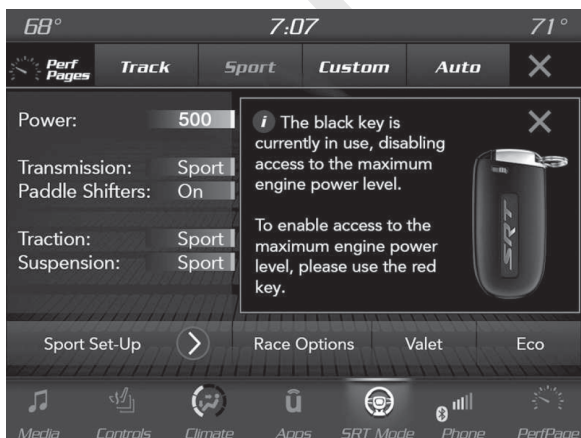 68°
7:07
71°
Perf Pages
Track
Sport
Custom
Auto
Power: 500
Transmission: Sport
Paddle Shifters: On
Traction: Sport
Suspension: Sport
The black key is
currently in use, disabling
access to the maximum
engine power level.
To enable access to the
maximum engine power
level, please use the red
key.
SRT
Sport Set-Up
Race Options
Valet
Eco
Media
Controls
Climate
Apps
SRT Mode
Phone
PerfPage